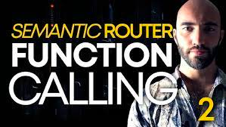 SEMANTIC ROUTER
FUNCTION
CALLING
2